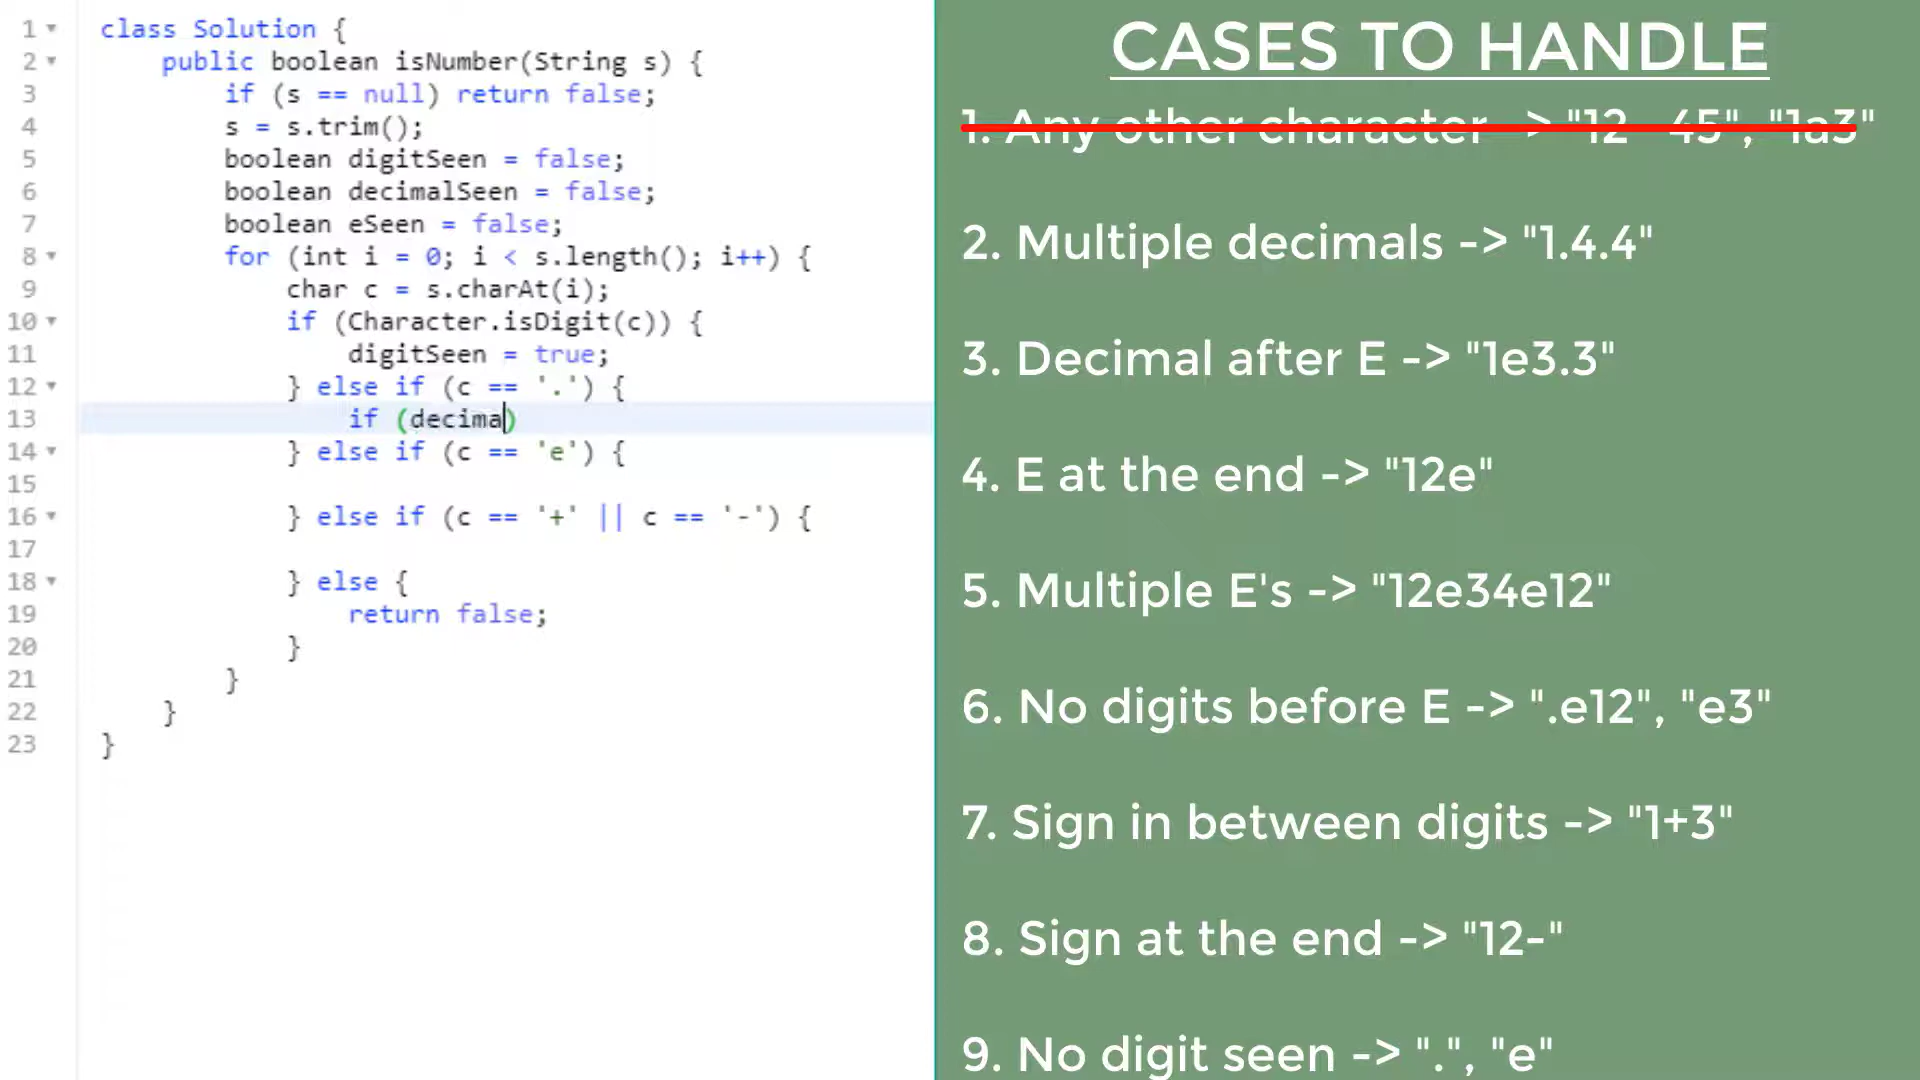 1 class Solution {
2 public boolean isNumber(String s) {
3 if (s == null) return false;
4 s = s.trim();
5 boolean digitSeen = false;
6 boolean decimalSeen = false;
7 boolean eSeen = false;
8 for (int i = 0; i < s.length(); i++) {
9 char c = s.charAt(i);
10 if (Character.isDigit(c)) {
11 digitSeen = true;
12 } else if (c == '.') {
13 if (decima)
14 } else if (c == 'e') {
15
16 } else if (c == '+' || c == '-') {
17
18 } else {
19 return false;
20 }
21 }
22 }
23 }
CASES TO HANDLE
1. Any other character -> "12 45", "1a3"
2. Multiple decimals -> "1.4.4"
3. Decimal after E -> "1e3.3"
4. E at the end -> "12e"
5. Multiple E's -> "12e34e12"
6. No digits before E -> ".e12", "e3"
7. Sign in between digits -> "1+3"
8. Sign at the end -> "12-"
9. No digit seen -> ".", "e"